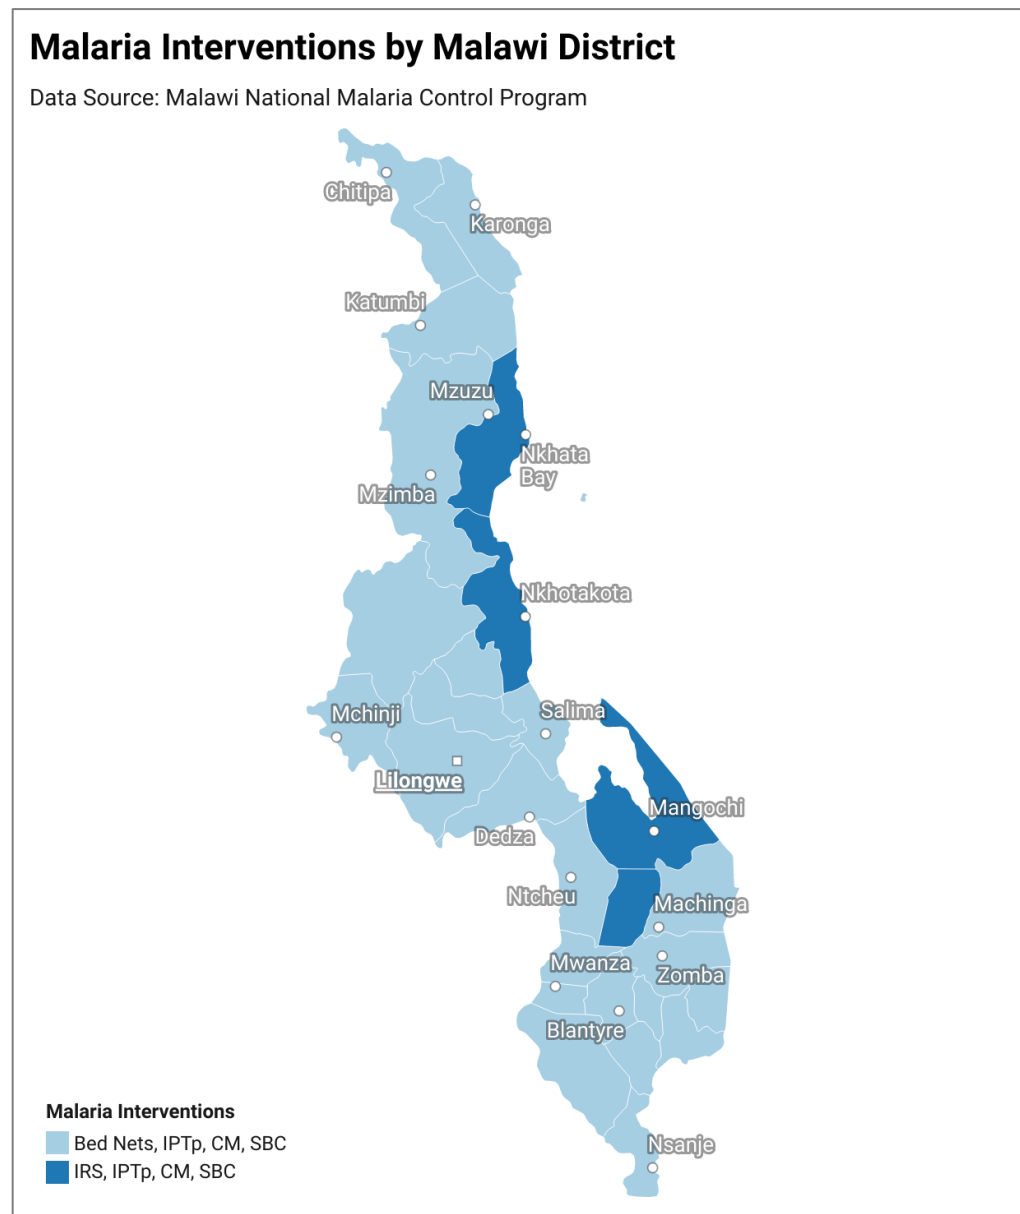 Malaria Interventions by Malawi District
Data Source: Malawi National Malaria Control Program
Chitipa
Karonga
Katumbi
Mzuzu
Nkhata
Bay
Mzimba
Nkhotakota
Salima
Mchinji
Lilongwe
Mangochi
Dedza
Ntcheu
Machinga
Mwanza
Zomba
Blantyre
Malaria Interventions
Bed Nets, IPTp, CM, SBC
IRS, IPTp, CM, SBC
Nsanje